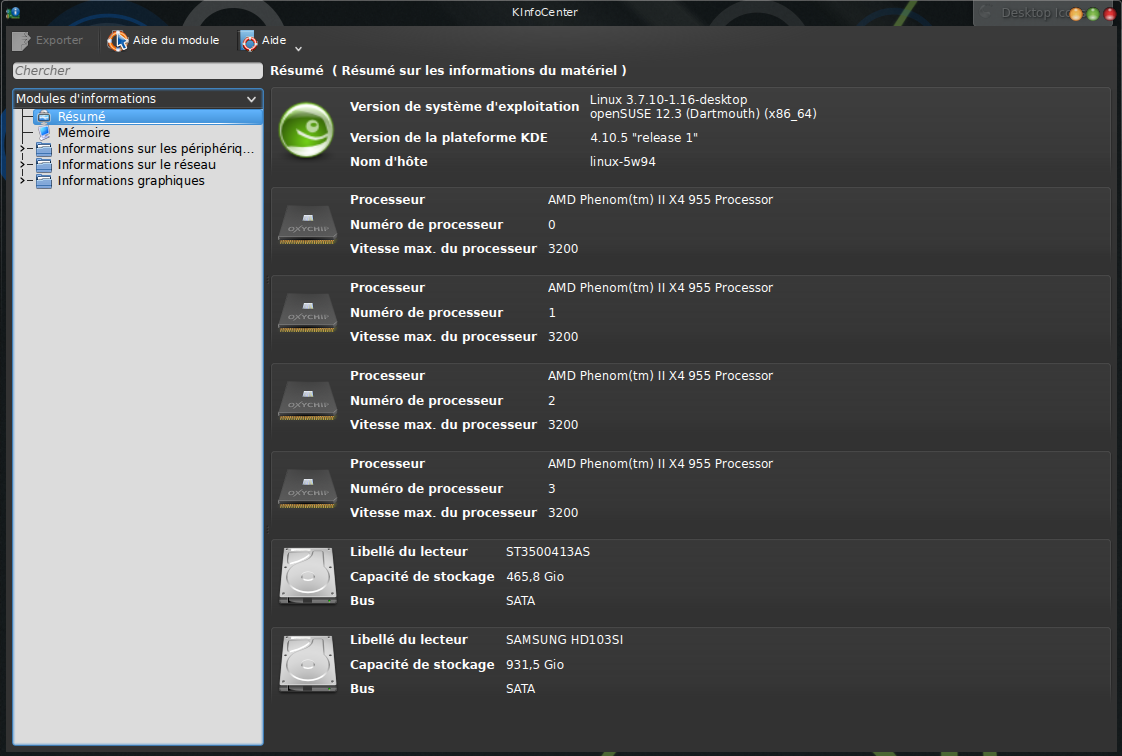 KInfoCenter
Desktop Ico
Exporter
Aide du module
Aide
Chercher
Résumé ( Résumé sur les informations du matériel )
Modules d'informations
Résumé
Mémoire
Informations sur les périphériq...
Informations sur le réseau
Informations graphiques
Version de système d'exploitation Linux 3.7.10-1.16-desktop
openSUSE 12.3 (Dartmouth) (x86_64)
Version de la plateforme KDE 4.10.5 "release 1"
Nom d'hôte linux-5w94
OXYCHIP
Processeur AMD Phenom(tm) II X4 955 Processor
Numéro de processeur 0
Vitesse max. du processeur 3200
OXYCHIP
Processeur AMD Phenom(tm) II X4 955 Processor
Numéro de processeur 1
Vitesse max. du processeur 3200
OXYCHIP
Processeur AMD Phenom(tm) II X4 955 Processor
Numéro de processeur 2
Vitesse max. du processeur 3200
OXYCHIP
Processeur AMD Phenom(tm) II X4 955 Processor
Numéro de processeur 3
Vitesse max. du processeur 3200
Libellé du lecteur ST3500413AS
Capacité de stockage 465,8 Gio
Bus SATA
Libellé du lecteur SAMSUNG HD103SI
Capacité de stockage 931,5 Gio
Bus SATA